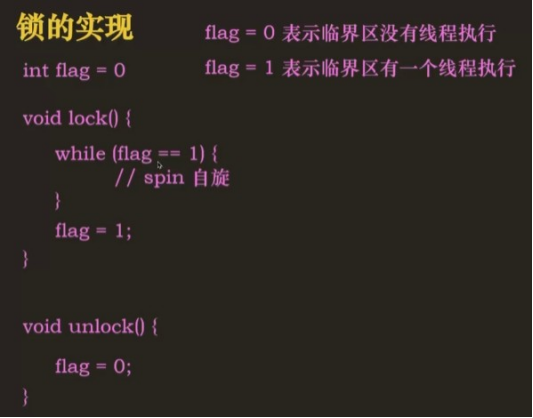 锁的实现
flag = 0 表示临界区没有线程执行
int flag = 0
flag = 1 表示临界区有一个线程执行
void lock() {
while (flag == 1) {
// spin 自旋
}
flag = 1;
}
void unlock() {
flag = 0;
}